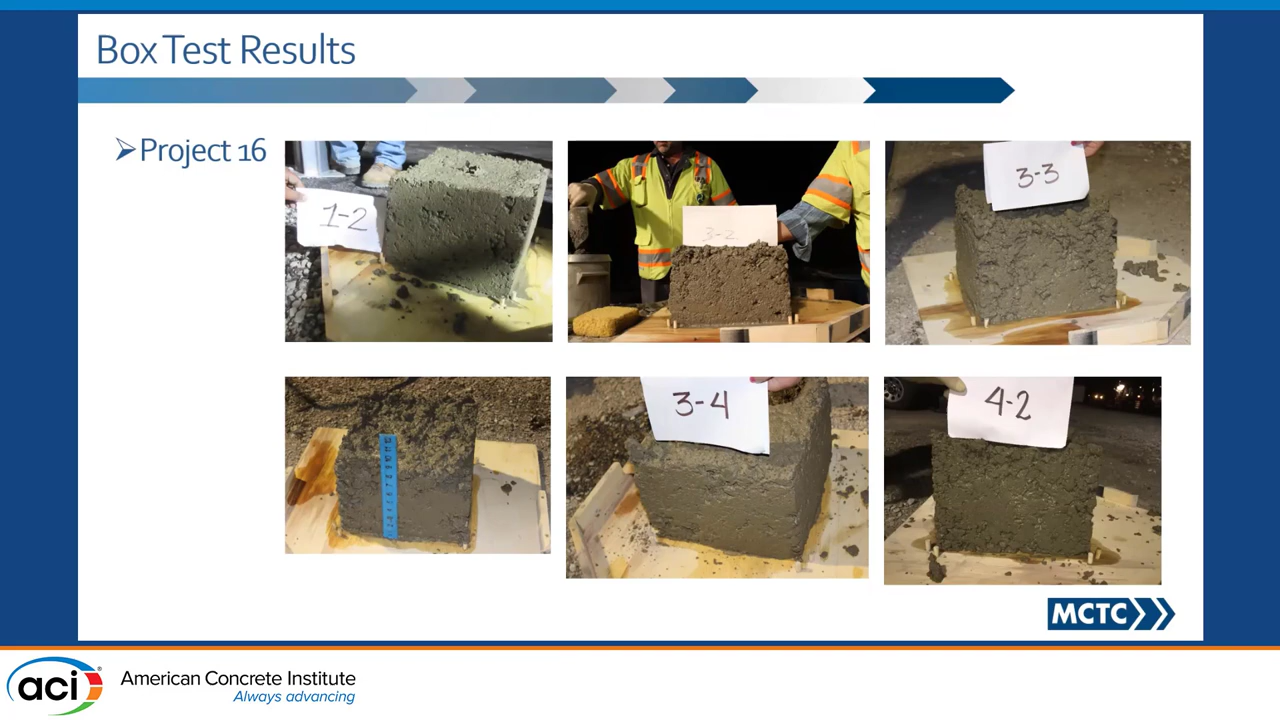 Box Test Results
➢Project 16
1-2
3-2
3-3
3-4
4-2
MCTC
aci®
American Concrete Institute
Always advancing